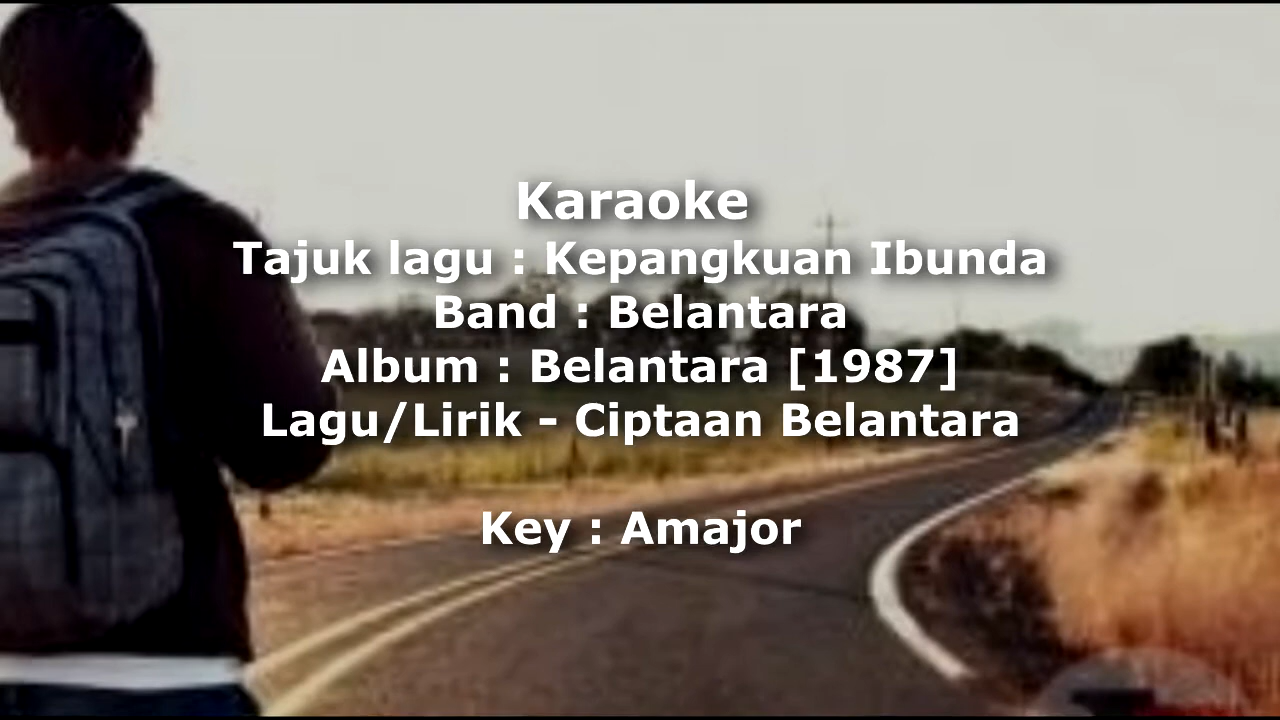 Karaoke
Tajuk lagu : Kepangkuan Ibunda
Band : Belantara
Album : Belantara [1987]
Lagu/Lirik - Ciptaan Belantara
Key : Amajor